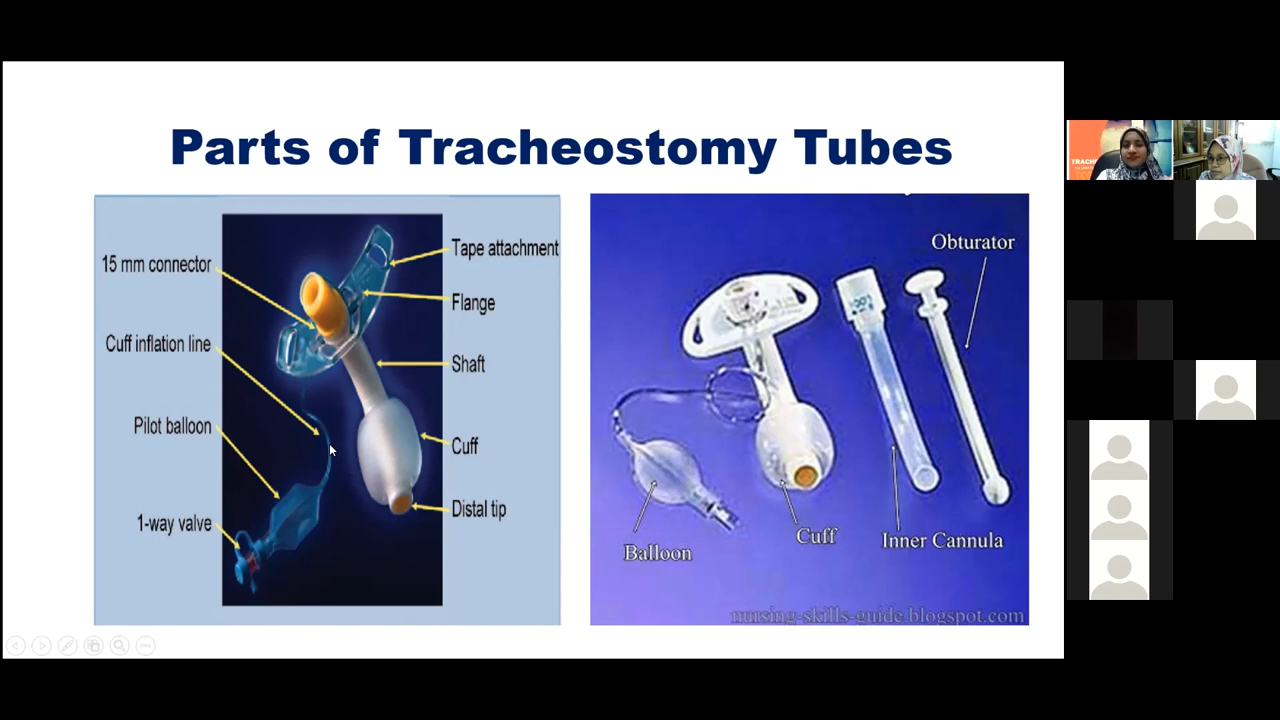 Parts of Tracheostomy Tubes
15 mm connector
Cuff inflation line
Pilot balloon
1-way valve
Tape attachment
Flange
Shaft
Cuff
Distal tip
Obturator
Balloon
Cuff
Inner Cannula
nursing-skills-guide.blogspot.com